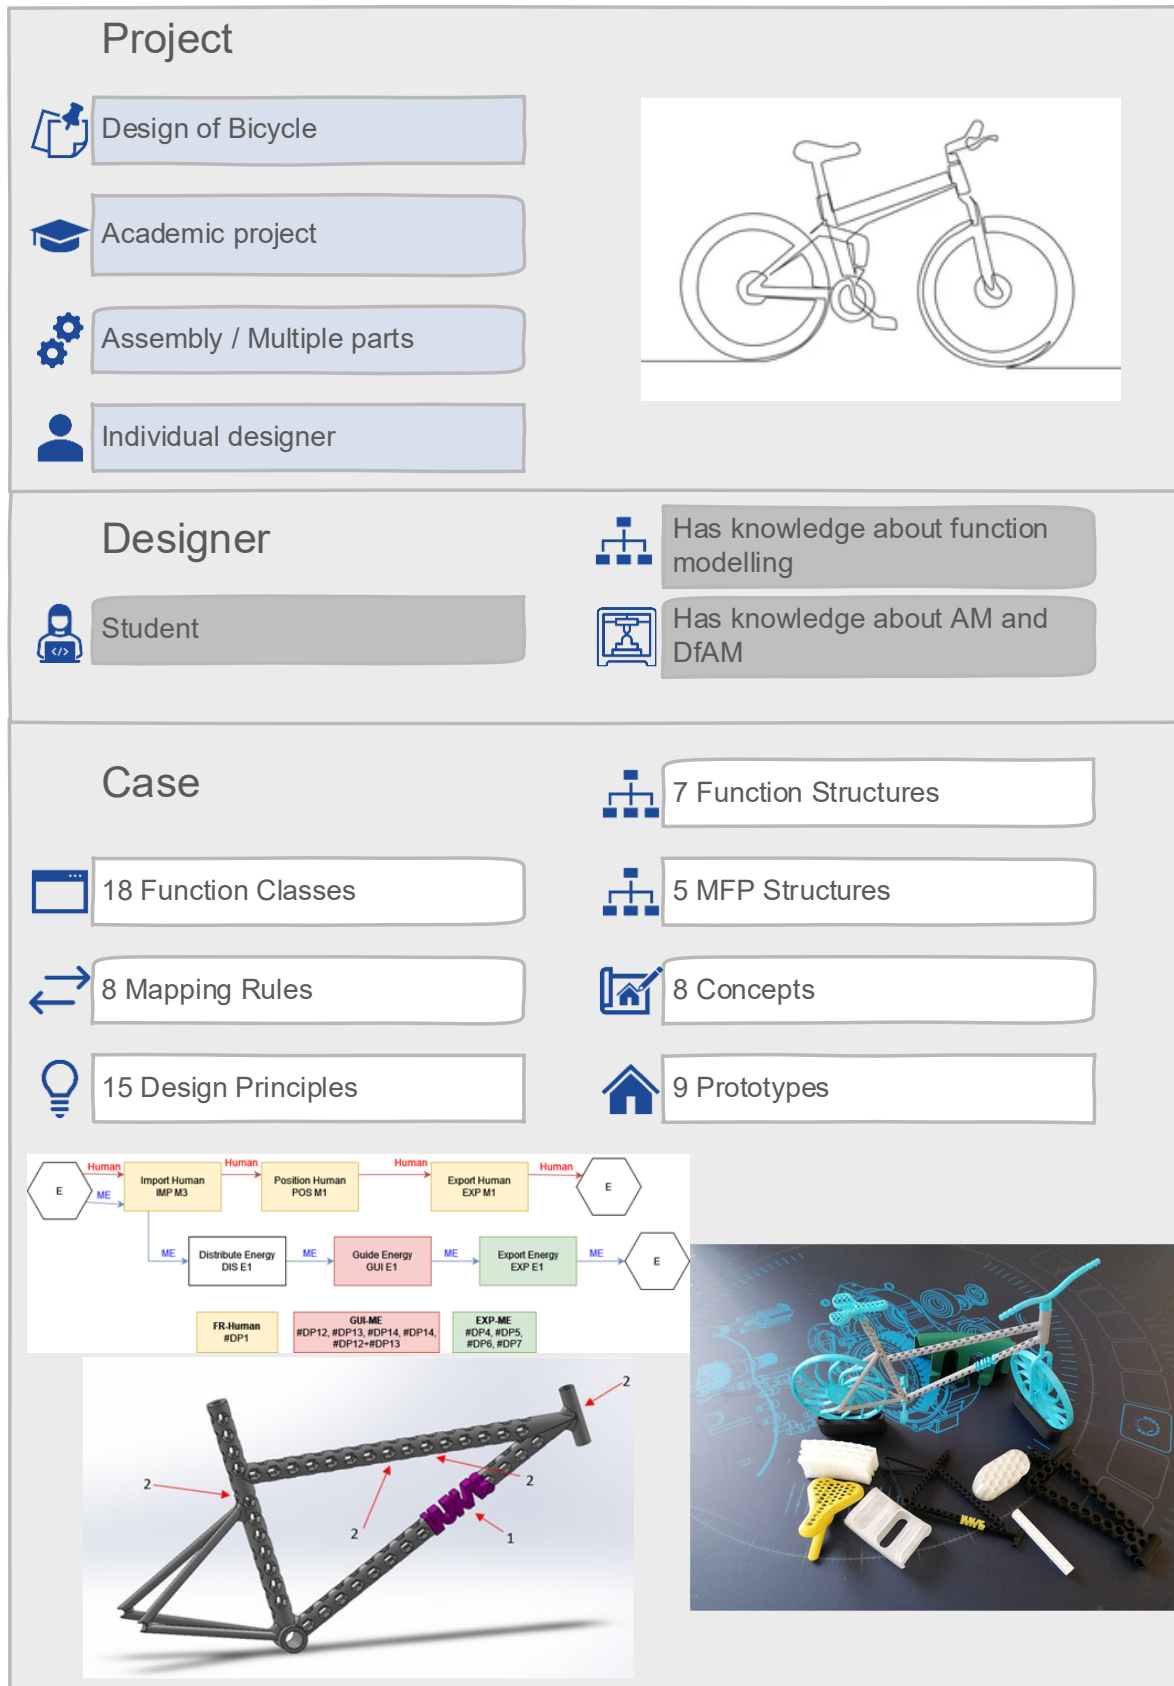 Project
Design of Bicycle
Academic project
Assembly / Multiple parts
Individual designer
Designer
Student
Has knowledge about function
modelling
Has knowledge about AM and
DfAM
Case
18 Function Classes
8 Mapping Rules
15 Design Principles
7 Function Structures
5 MFP Structures
8 Concepts
9 Prototypes
E
Human
ME
Import Human
IMP M3
Human
Position Human
POS M1
Human
Export Human
EXP M1
Human
E
ME
Distribute Energy
DIS E1
ME
Guide Energy
GUI E1
ME
Export Energy
EXP E1
ME
E
FR-Human
#DP1
GUI-ME
#DP12, #DP13, #DP14, #DP14,
#DP12+#DP13
EXP-ME
#DP4, #DP5,
#DP6, #DP7
2
2
2
2
1